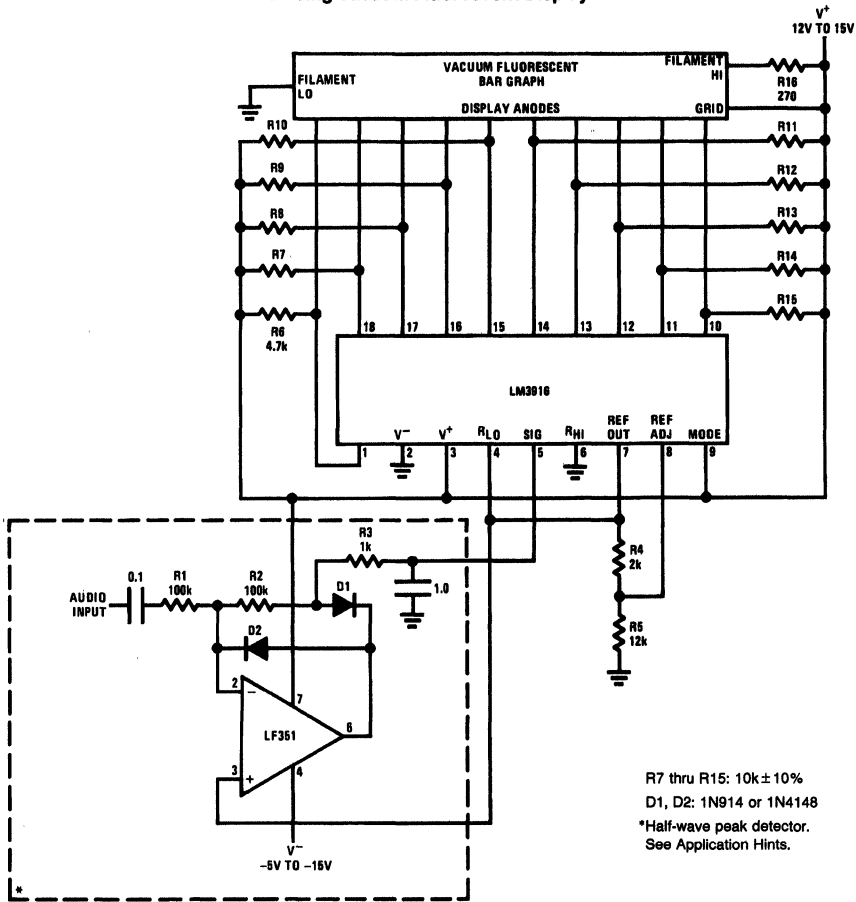 V+
12V TO 15V
VACUUM FLUORESCENT
BAR GRAPH
FILAMENT
LO
FILAMENT
HI
DISPLAY ANODES
GRID
R16
270
R10
R9
R8
R7
R6
4.7k
R11
R12
R13
R14
R15
18 17 16 15 14 13 12 11 10
LM3916
V− V+ RLO SIG RHI REF OUT REF ADJ MODE
1 2 3 4 5 6 7 8 9
R3
1k
1.0
R4
2k
R5
12k
AUDIO
INPUT
0.1
R1
100k
R2
100k
D1
D2
2
−
7
LF351
6
3
+
4
V−
−5V TO −15V
*
R7 thru R15: 10k±10%
D1, D2: 1N914 or 1N4148
*Half-wave peak detector.
See Application Hints.